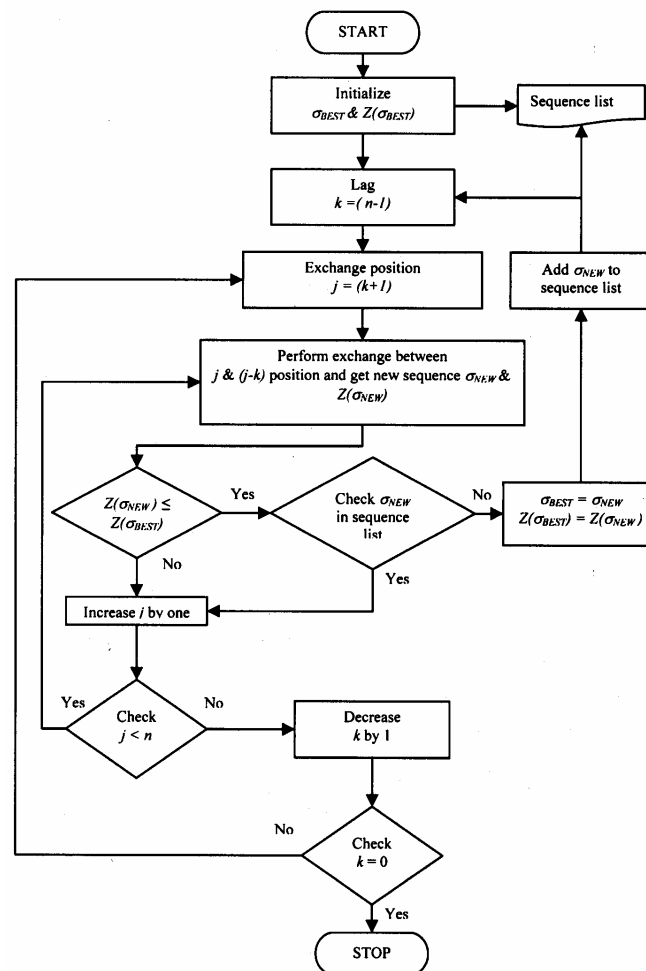 START
Initialize
σBEST & Z(σBEST)
Sequence list
Lag
k =( n-1)
Exchange position
j = (k+1)
Add σNEW to
sequence list
Perform exchange between
j & (j-k) position and get new sequence σNEW &
Z(σNEW)
Z(σNEW) ≤
Z(σBEST)
Yes
Check σNEW
in sequence
list
No
σBEST = σNEW
Z(σBEST) = Z(σNEW)
No
Yes
Increase j by one
Yes
Check
j < n
No
Decrease
k by 1
No
Check
k = 0
Yes
STOP